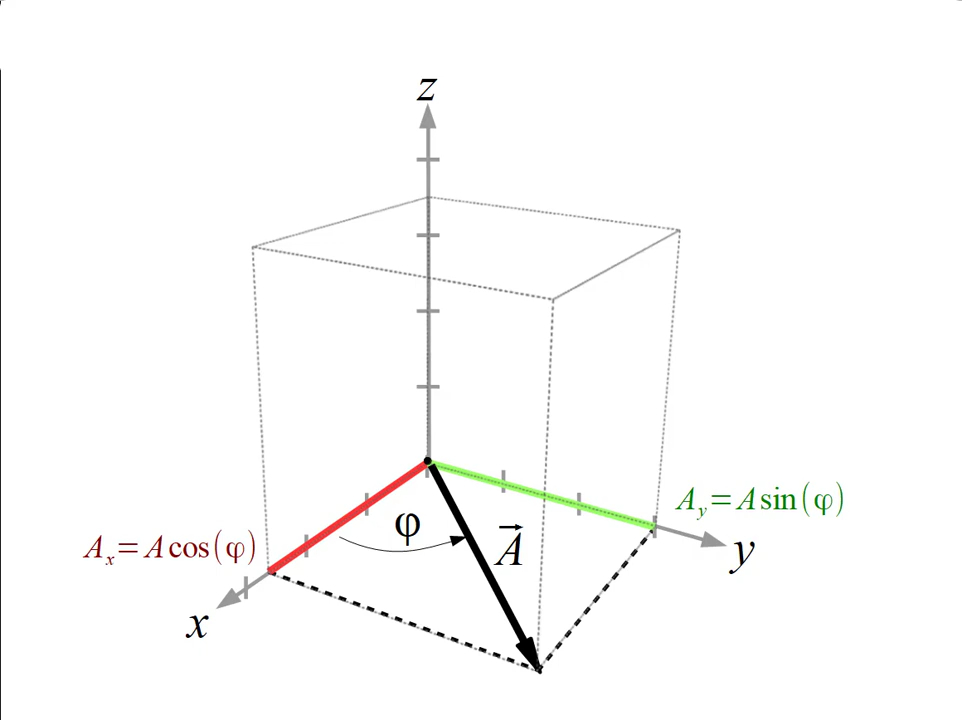 z
A_y = A sin(φ)
φ
A⃗
A_x = A cos(φ)
y
x